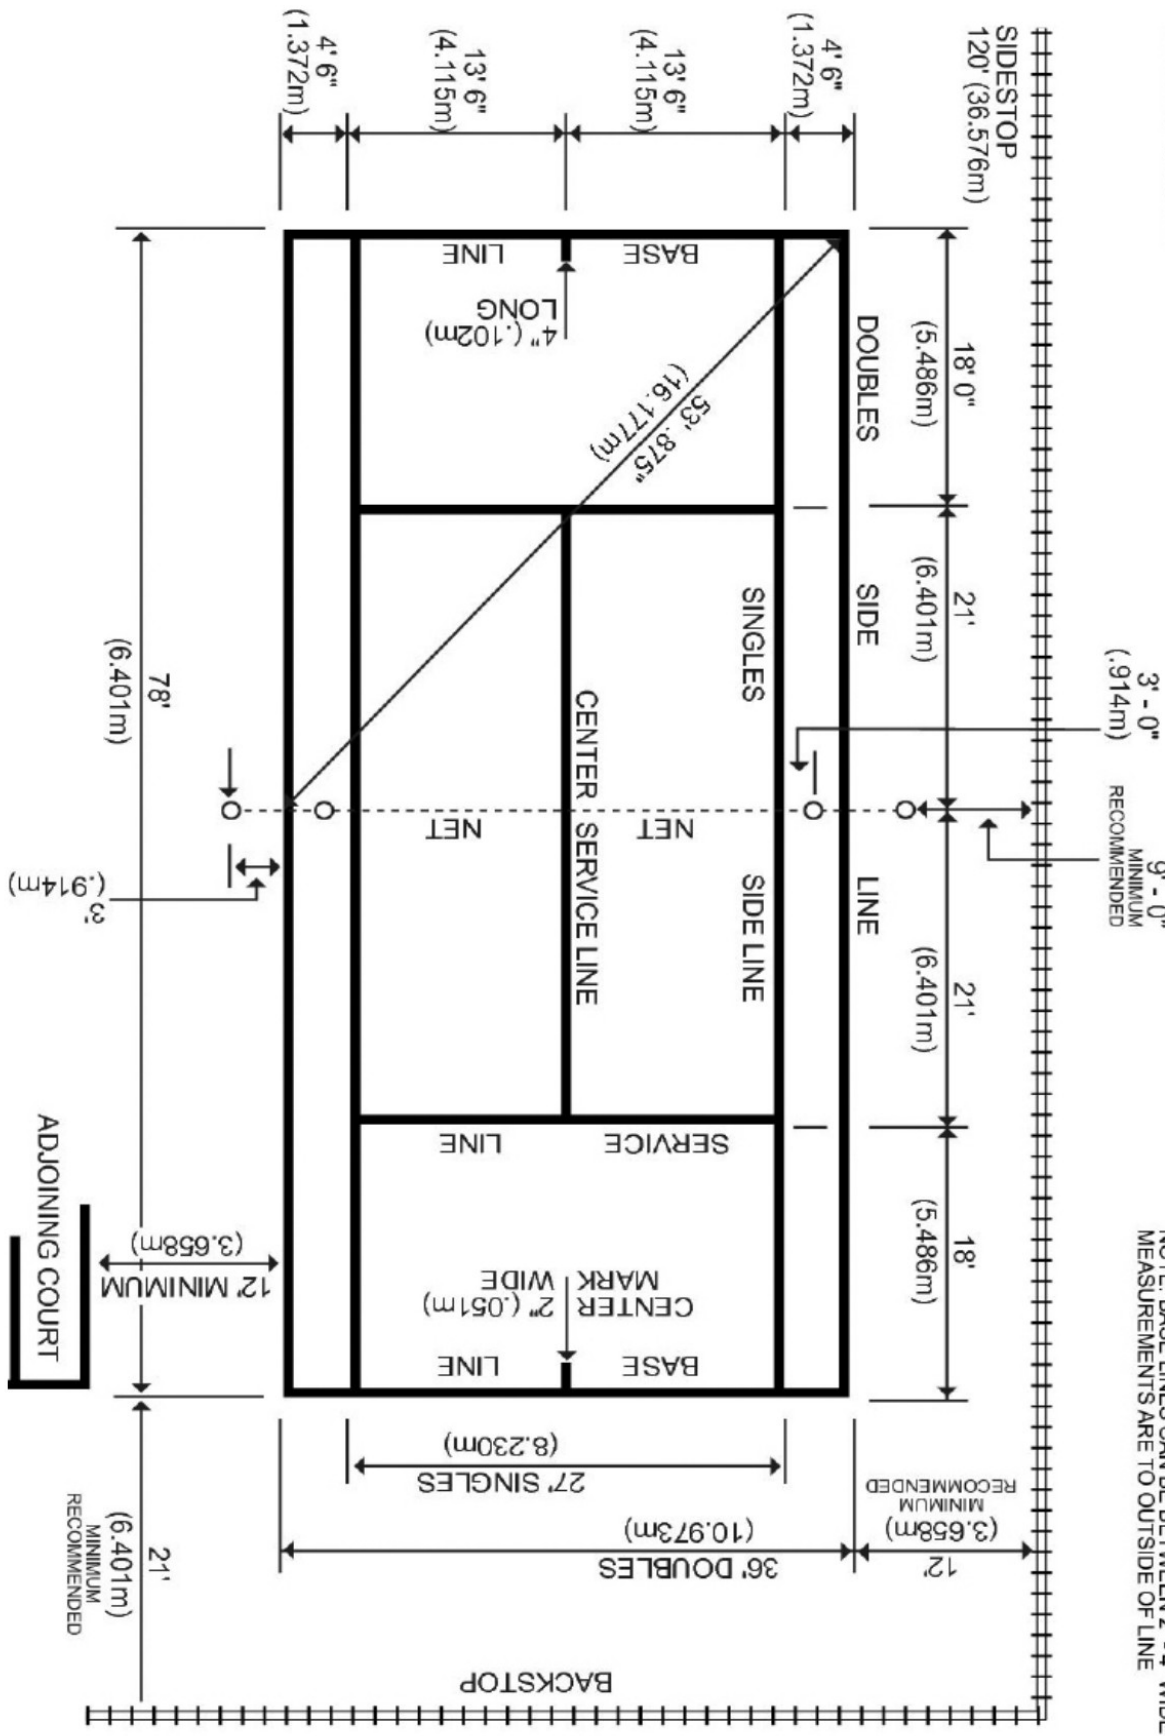 4' 6"
(1.372m)
13' 6"
(4.115m)
13' 6"
(4.115m)
4' 6"
(1.372m)
SIDESTOP
120' (36.576m)
BASE
LINE
4" (.102m)
LONG
53' .875"
(16.177m)
DOUBLES
SIDE
LINE
18' 0"
(5.486m)
21'
(6.401m)
21'
(6.401m)
18'
(5.486m)
SINGLES
SIDE LINE
CENTER SERVICE LINE
NET
NET
3' - 0"
(.914m)
9' - 0"
MINIMUM
RECOMMENDED
78'
(6.401m)
3'
(.914m)
SERVICE
LINE
CENTER 2" (.051m)
MARK WIDE
BASE
LINE
ADJOINING COURT
12' MINIMUM
(3.658m)
27' SINGLES
(8.230m)
36' DOUBLES
(10.973m)
12'
(3.658m)
MINIMUM
RECOMMENDED
21'
(6.401m)
MINIMUM
RECOMMENDED
BACKSTOP
NOTE: BASE LINES CAN BE BETWEEN 2" - 4" WIDE.
MEASUREMENTS ARE TO OUTSIDE OF LINE